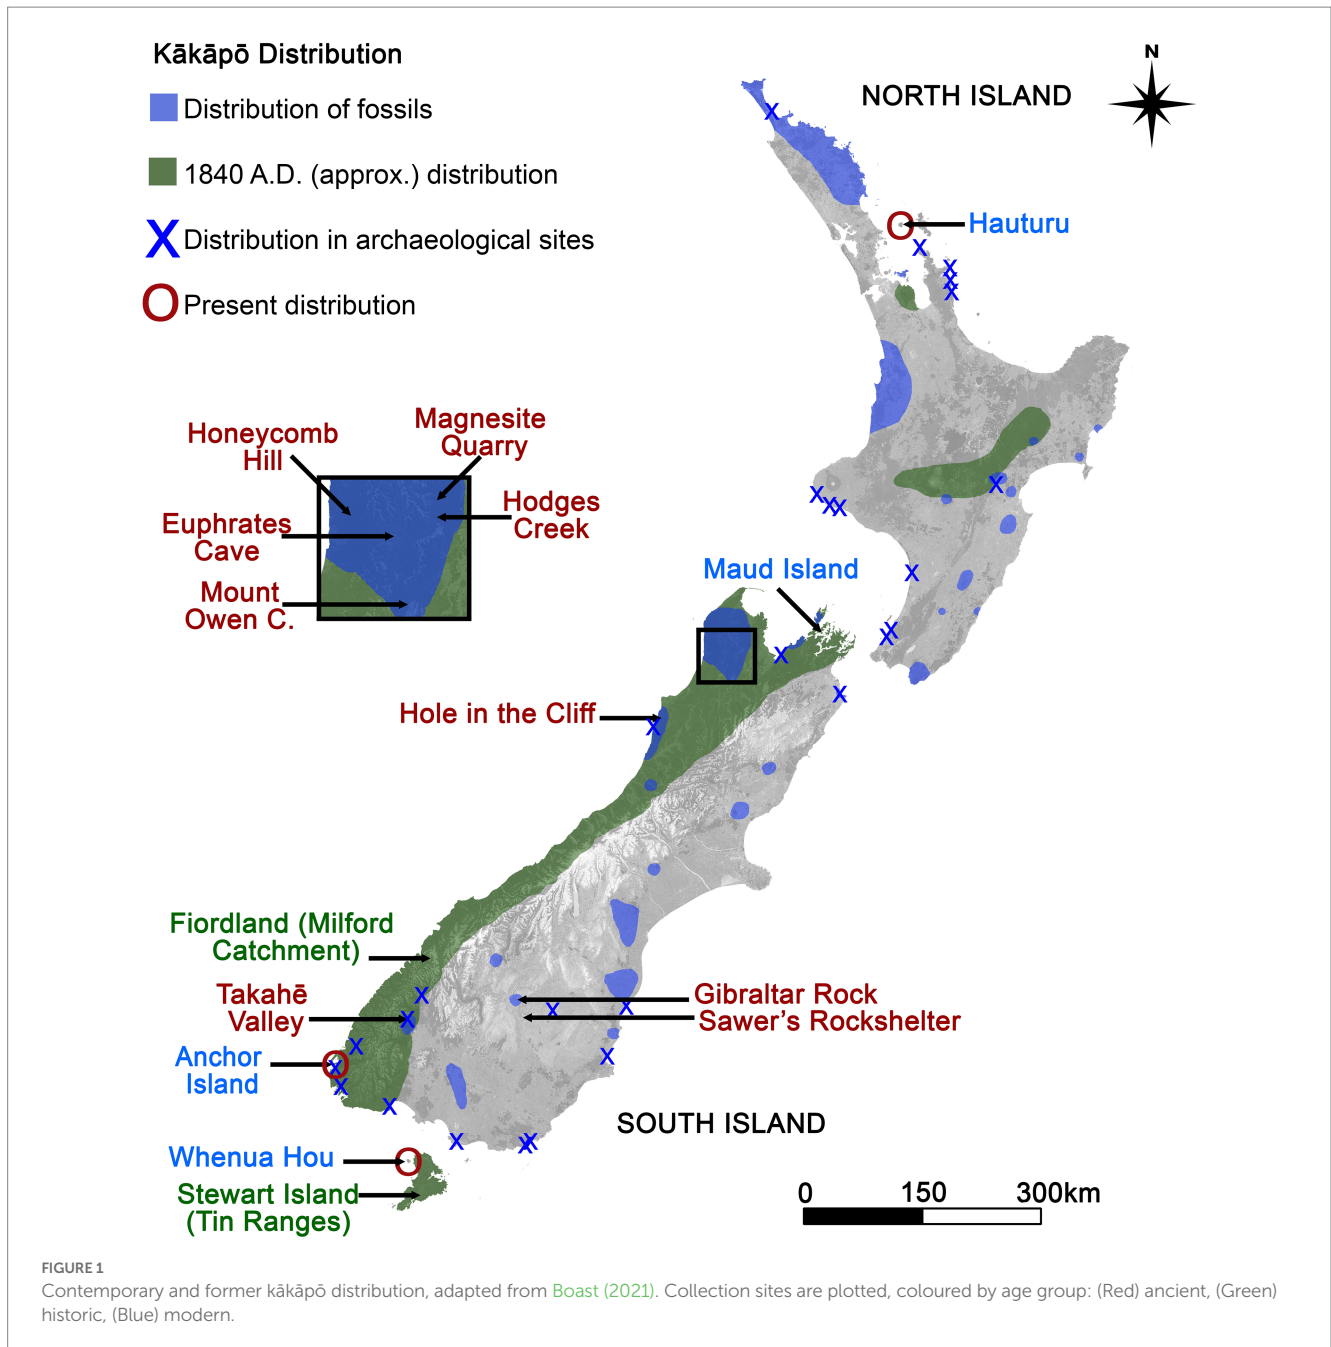 Kākāpō Distribution
Distribution of fossils
1840 A.D. (approx.) distribution
X Distribution in archaeological sites
O Present distribution
N
NORTH ISLAND
Hauturu
Honeycomb
Hill
Magnesite
Quarry
Euphrates
Cave
Hodges
Creek
Mount
Owen C.
Maud Island
Hole in the Cliff
Fiordland (Milford
Catchment)
Takahē
Valley
Gibraltar Rock
Sawer's Rockshelter
Anchor
Island
SOUTH ISLAND
Whenua Hou
Stewart Island
(Tin Ranges)
0 150 300km
FIGURE 1
Contemporary and former kākāpō distribution, adapted from Boast (2021). Collection sites are plotted, coloured by age group: (Red) ancient, (Green)
historic, (Blue) modern.